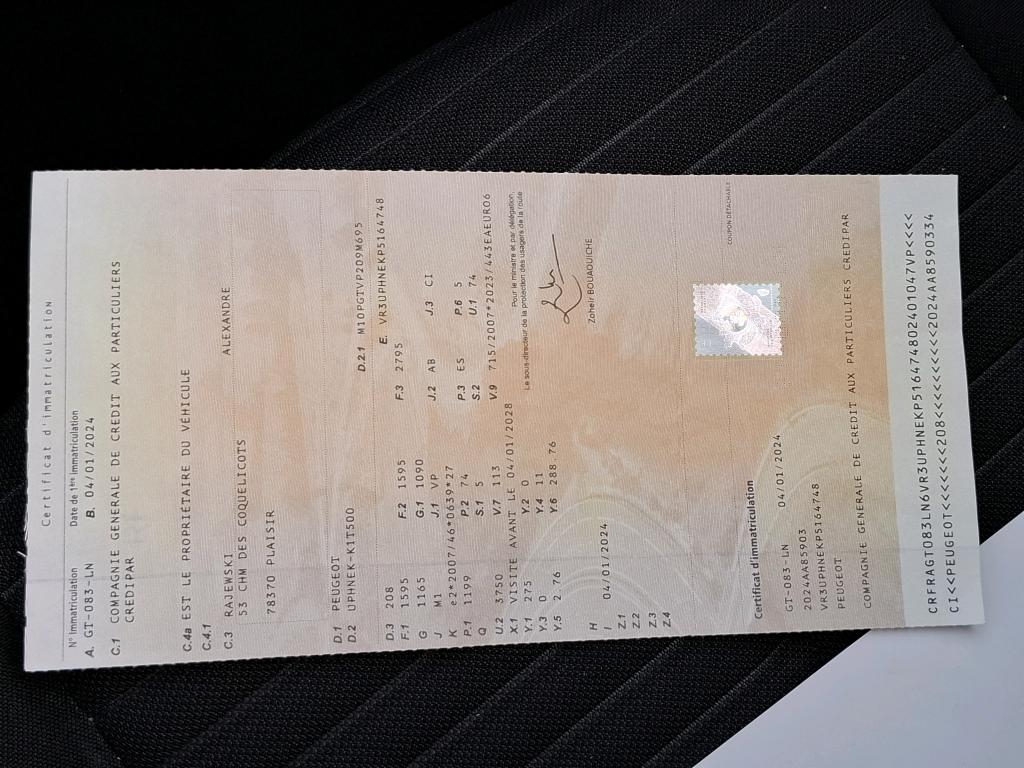 Certificat d'immatriculation
N° Immatriculation Date de 1ère immatriculation
A. GT-083-LN B. 04/01/2024
C.1 COMPAGNIE GENERALE DE CREDIT AUX PARTICULIERS
CREDIPAR
C.4a EST LE PROPRIÉTAIRE DU VÉHICULE
C.4.1
C.3 RAJEWSKI ALEXANDRE
53 CHM DES COQUELICOTS
78370 PLAISIR
D.1 PEUGEOT
D.2 UPHNEK-K1T500 D.2.1 M10PGTVP209M695
D.3 208 E. VR3UPHNEKP5164748
F.1 1595 F.2 1595 F.3 2795
G 1165 G.1 1090
J M1 J.1 VP J.2 AB J.3 CI
K e2*2007/46*0639*27
P.1 1199 P.2 74 P.3 ES P.6 5
Q S.1 5 S.2 U.1 74
U.2 3750 V.7 113 V.9 715/2007*2023/443EAEURO6
X.1 VISITE AVANT LE 04/01/2028
Y.1 275 Y.2 0
Y.3 0 Y.4 11
Y.5 2.76 Y.6 288.76
Pour le ministre et par délégation,
Le sous-directeur de la protection des usagers de la route
Zoheir BOUAOUICHE
H
I 04/01/2024
Z.1
Z.2
Z.3
Z.4
COUPON DÉTACHABLE
Certificat d'immatriculation
GT-083-LN 04/01/2024
2024AA85903
VR3UPHNEKP5164748
PEUGEOT
COMPAGNIE GENERALE DE CREDIT AUX PARTICULIERS CREDIPAR
CRFRAGT083LN6VR3UPHNEKP51647480240104​7VP<<<<
CI<<PEUGEOT<<<<<<<208<<<<<<<<<<2024AA8590334